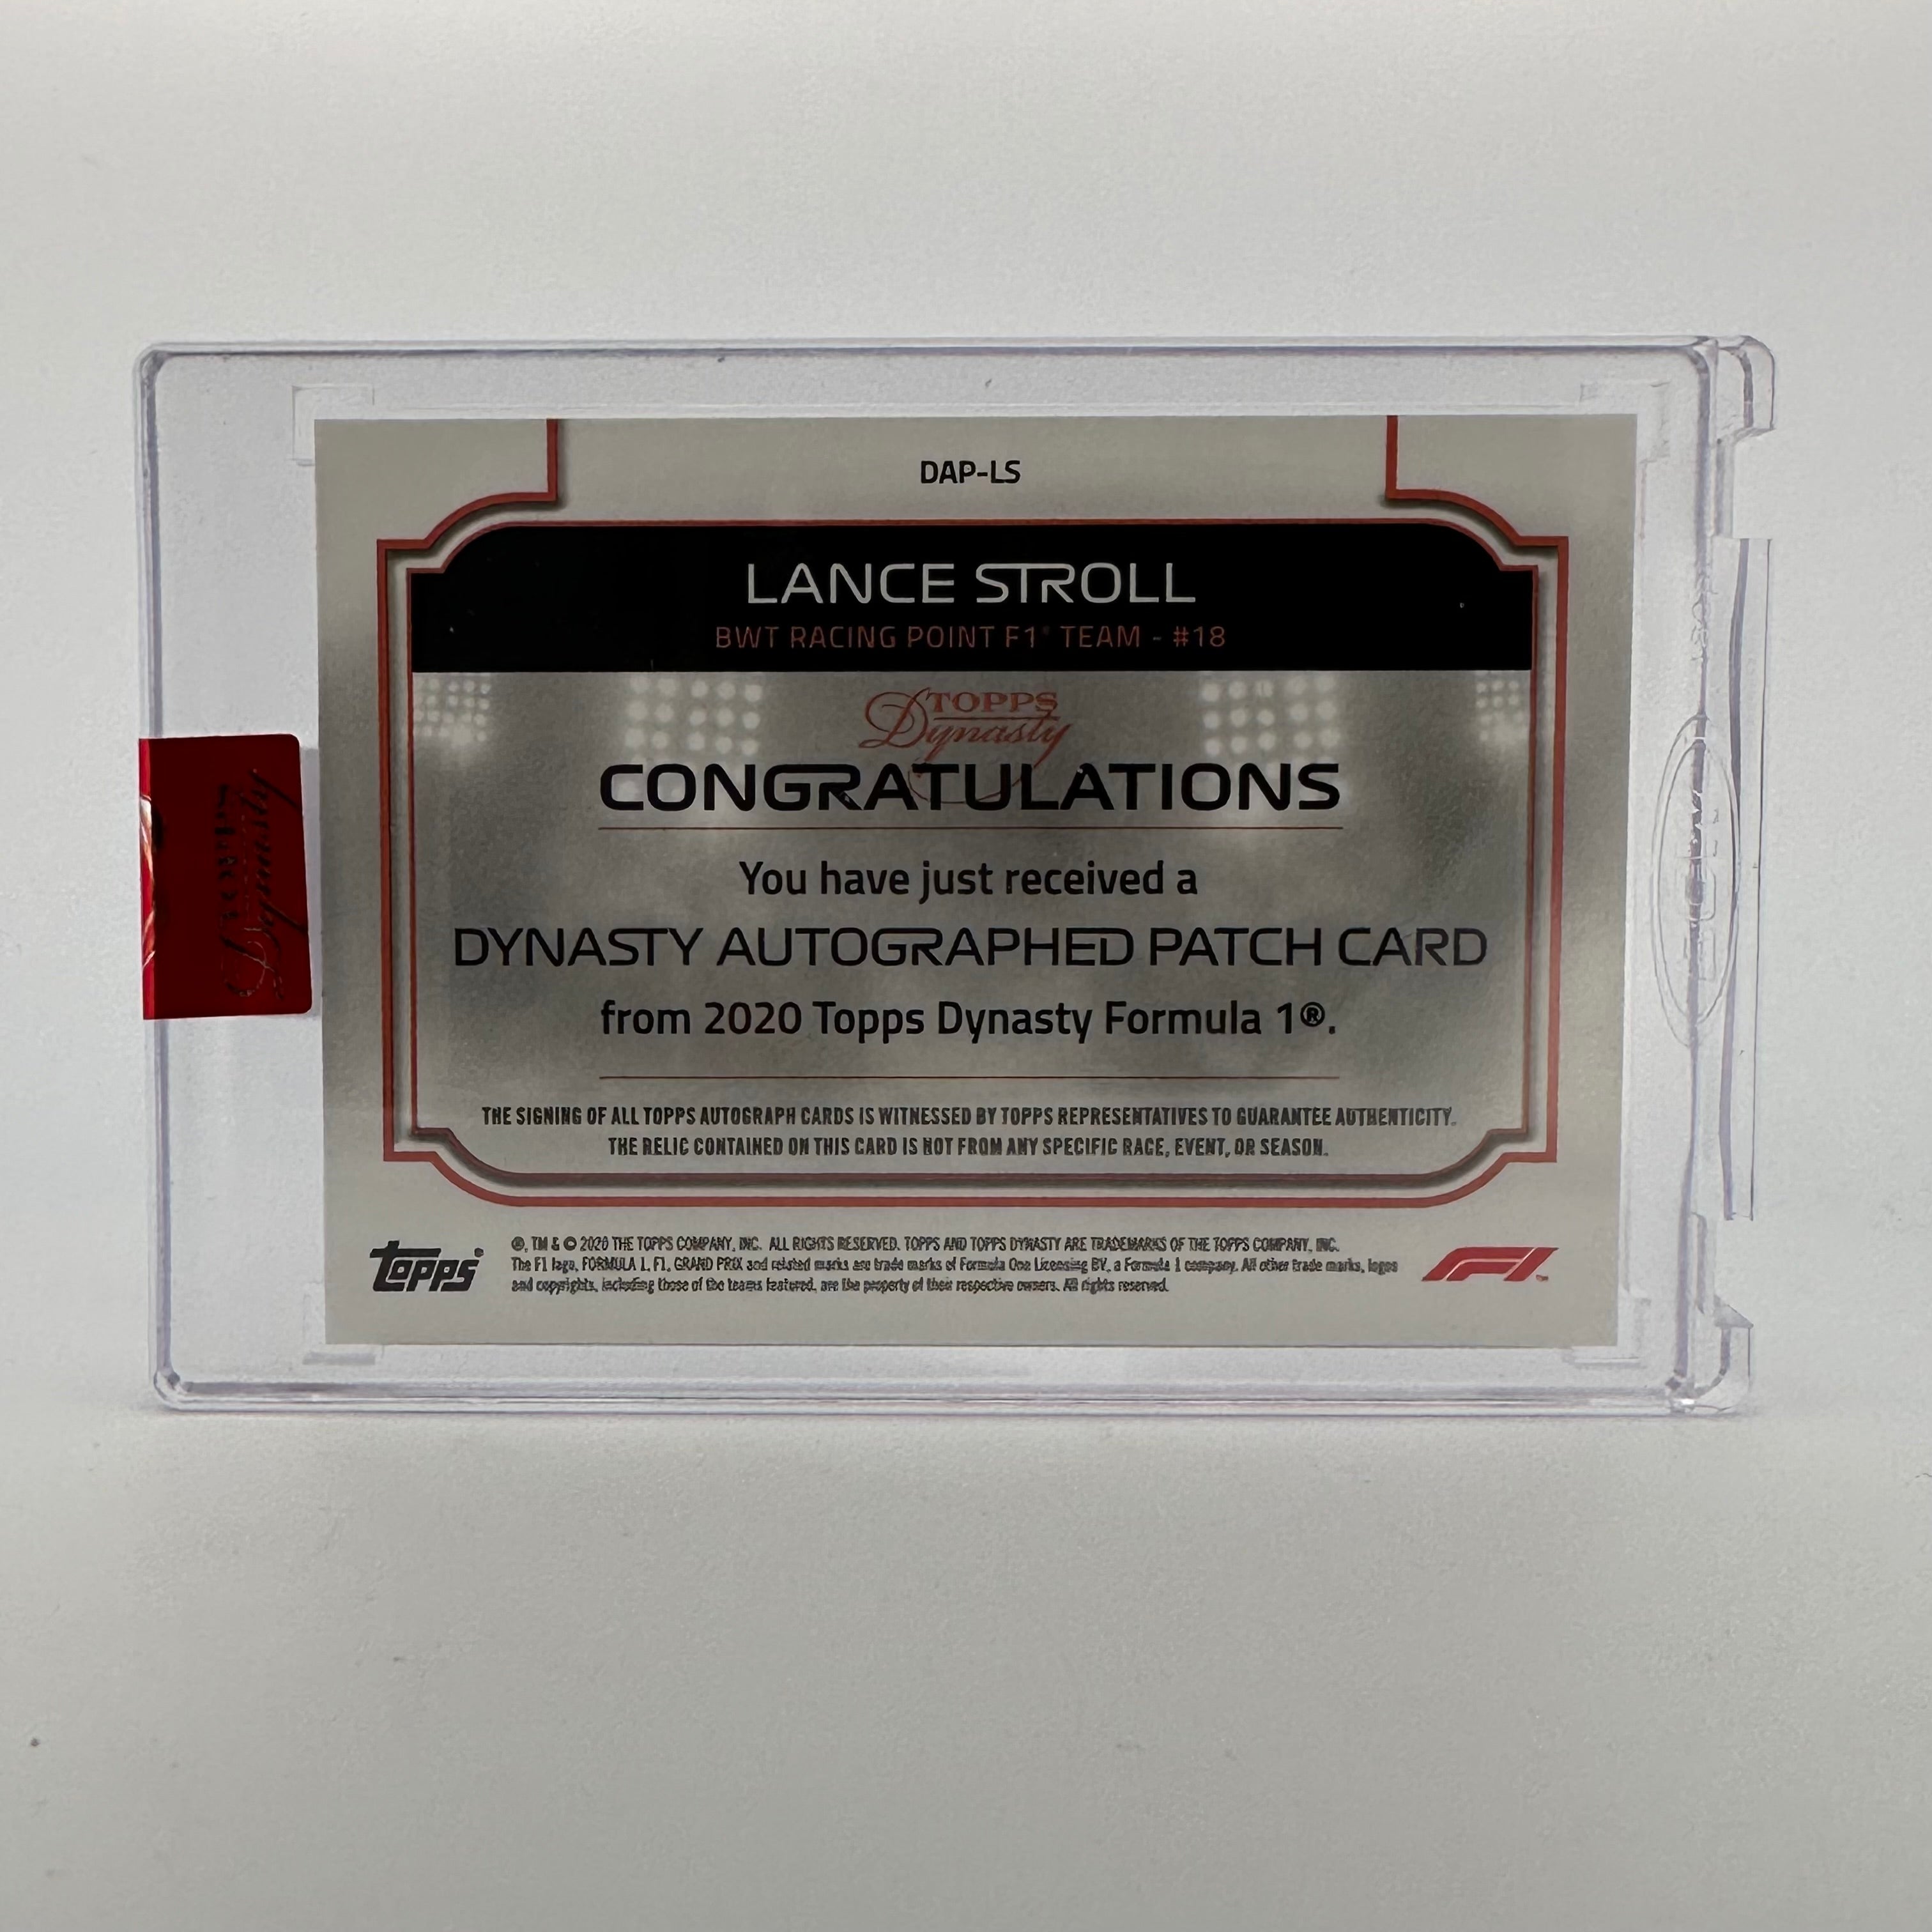 DAP-LS
LANCE STROLL
BWT RACING POINT F1® TEAM - #18
TOPPS
Dynasty
CONGRATULATIONS
You have just received a
DYNASTY AUTOGRAPHED PATCH CARD
from 2020 Topps Dynasty Formula 1®.
THE SIGNING OF ALL TOPPS AUTOGRAPH CARDS IS WITNESSED BY TOPPS REPRESENTATIVES TO GUARANTEE AUTHENTICITY.
THE RELIC CONTAINED ON THIS CARD IS NOT FROM ANY SPECIFIC RACE, EVENT, OR SEASON.
topps
®, TM & © 2020 THE TOPPS COMPANY, INC. ALL RIGHTS RESERVED. TOPPS AND TOPPS DYNASTY ARE TRADEMARKS OF THE TOPPS COMPANY, INC.
The F1 logo, FORMULA 1, F1, GRAND PRIX and related marks are trade marks of Formula One Licensing BV, a Formula 1 company. All other trade marks, logos
and copyrights, including those of the teams featured, are the property of their respective owners. All rights reserved.
F1
TOPPS
Dynasty